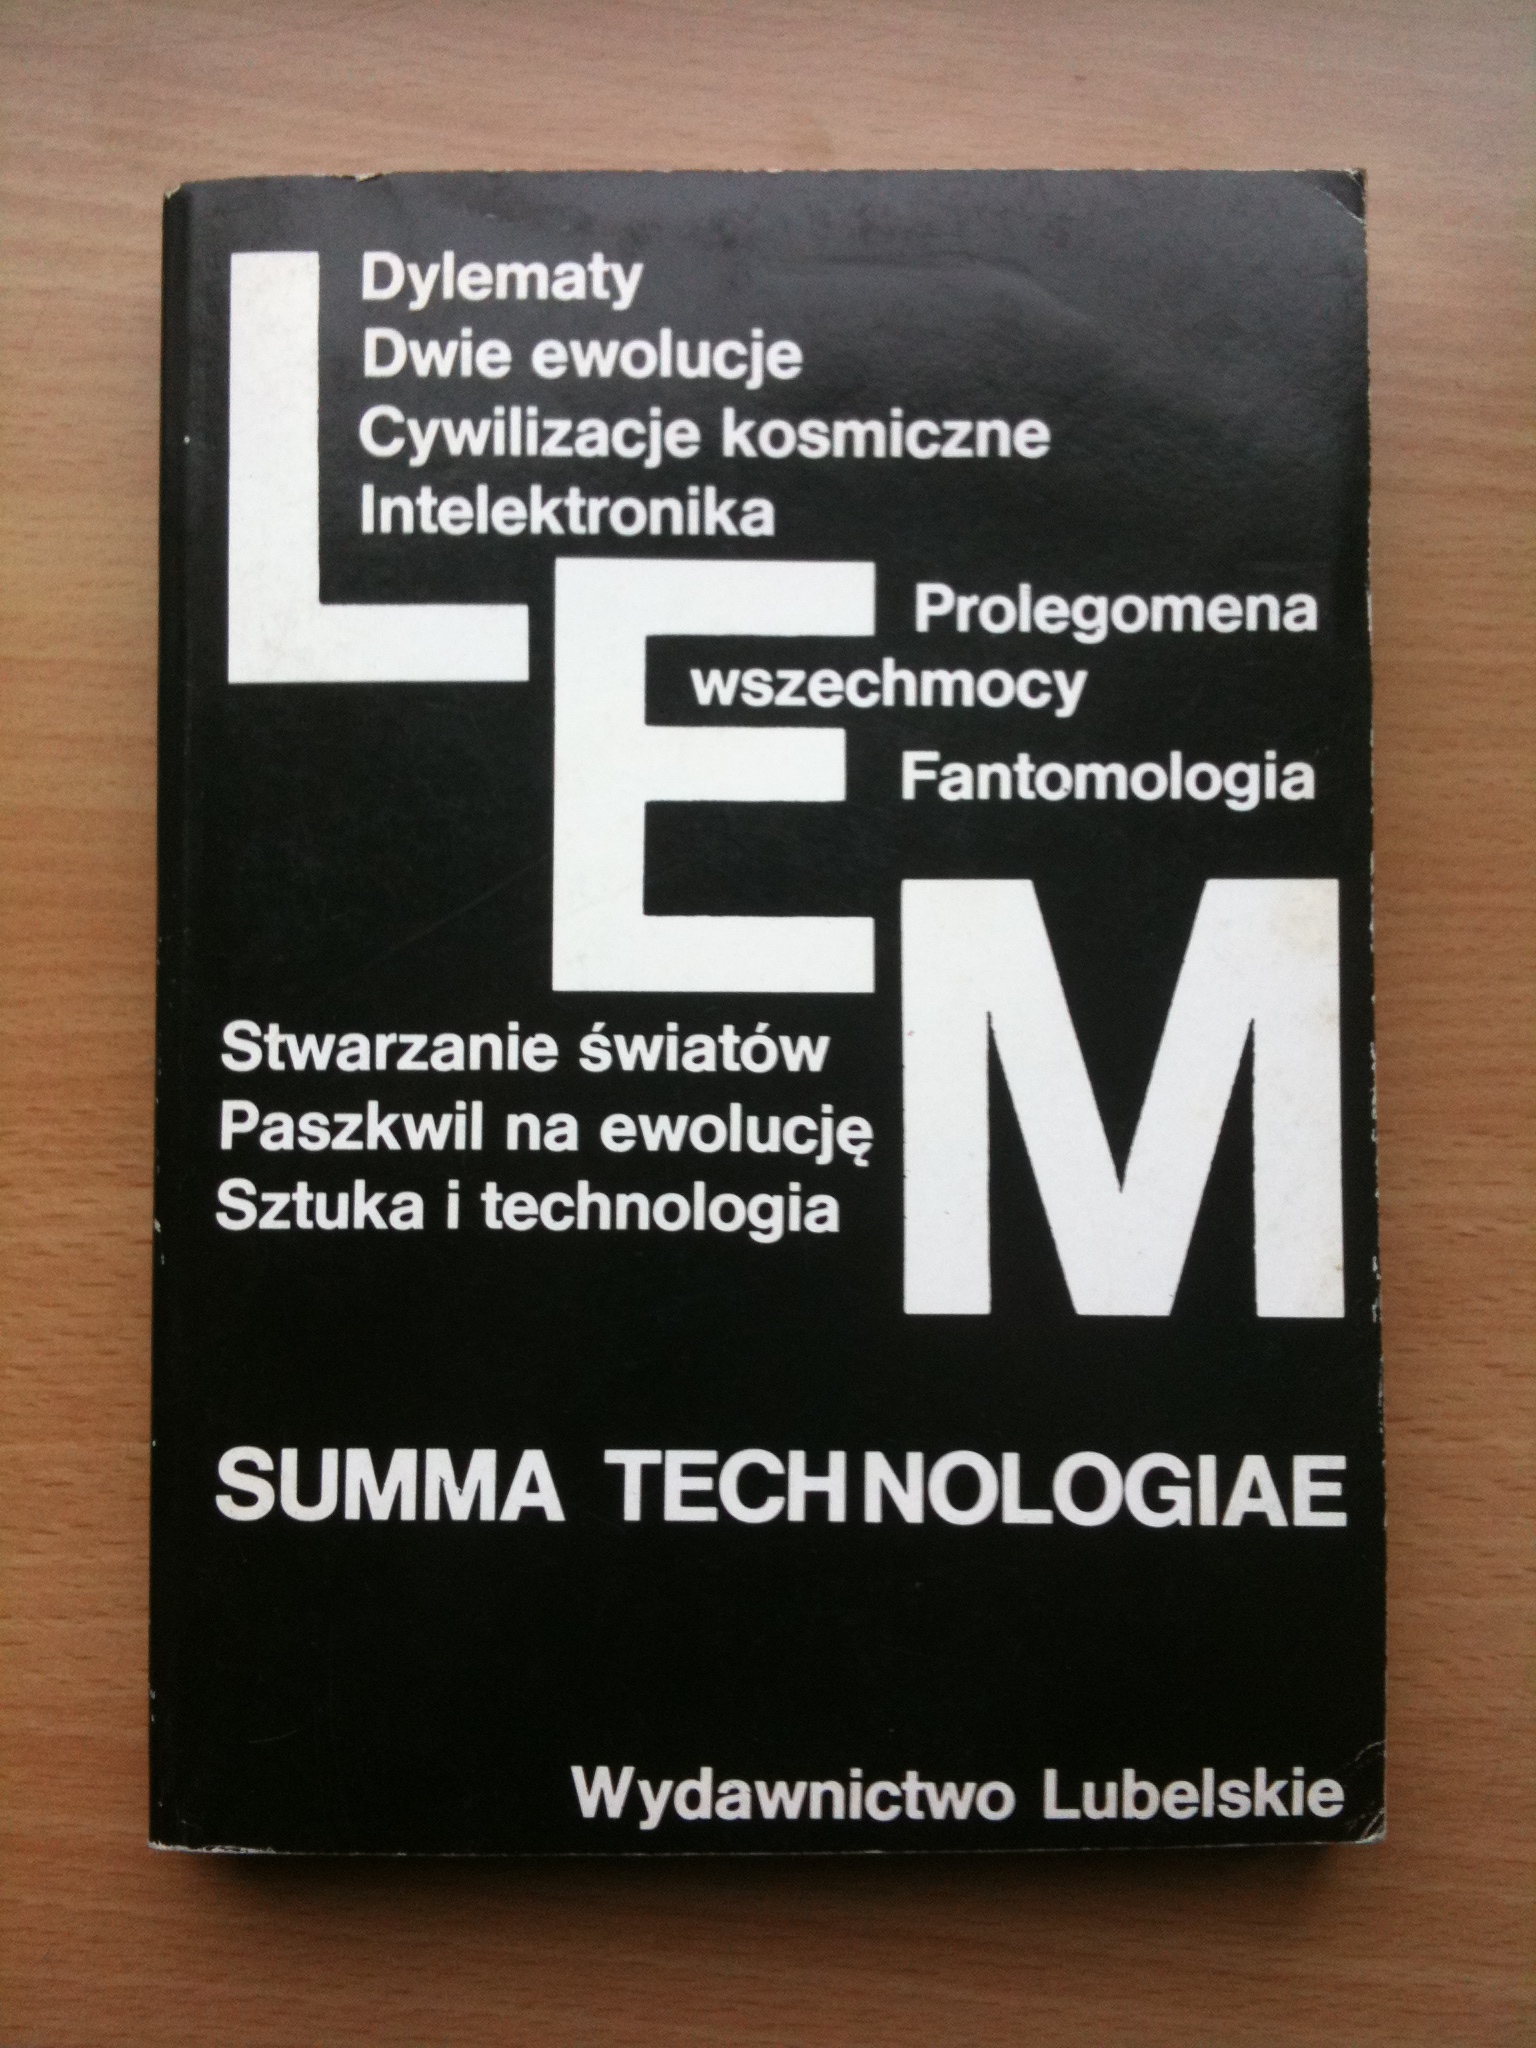 LEM
Dylematy
Dwie ewolucje
Cywilizacje kosmiczne
Intelektronika
Prolegomena
wszechmocy
Fantomologia
Stwarzanie światów
Paszkwil na ewolucję
Sztuka i technologia
SUMMA TECHNOLOGIAE
Wydawnictwo Lubelskie